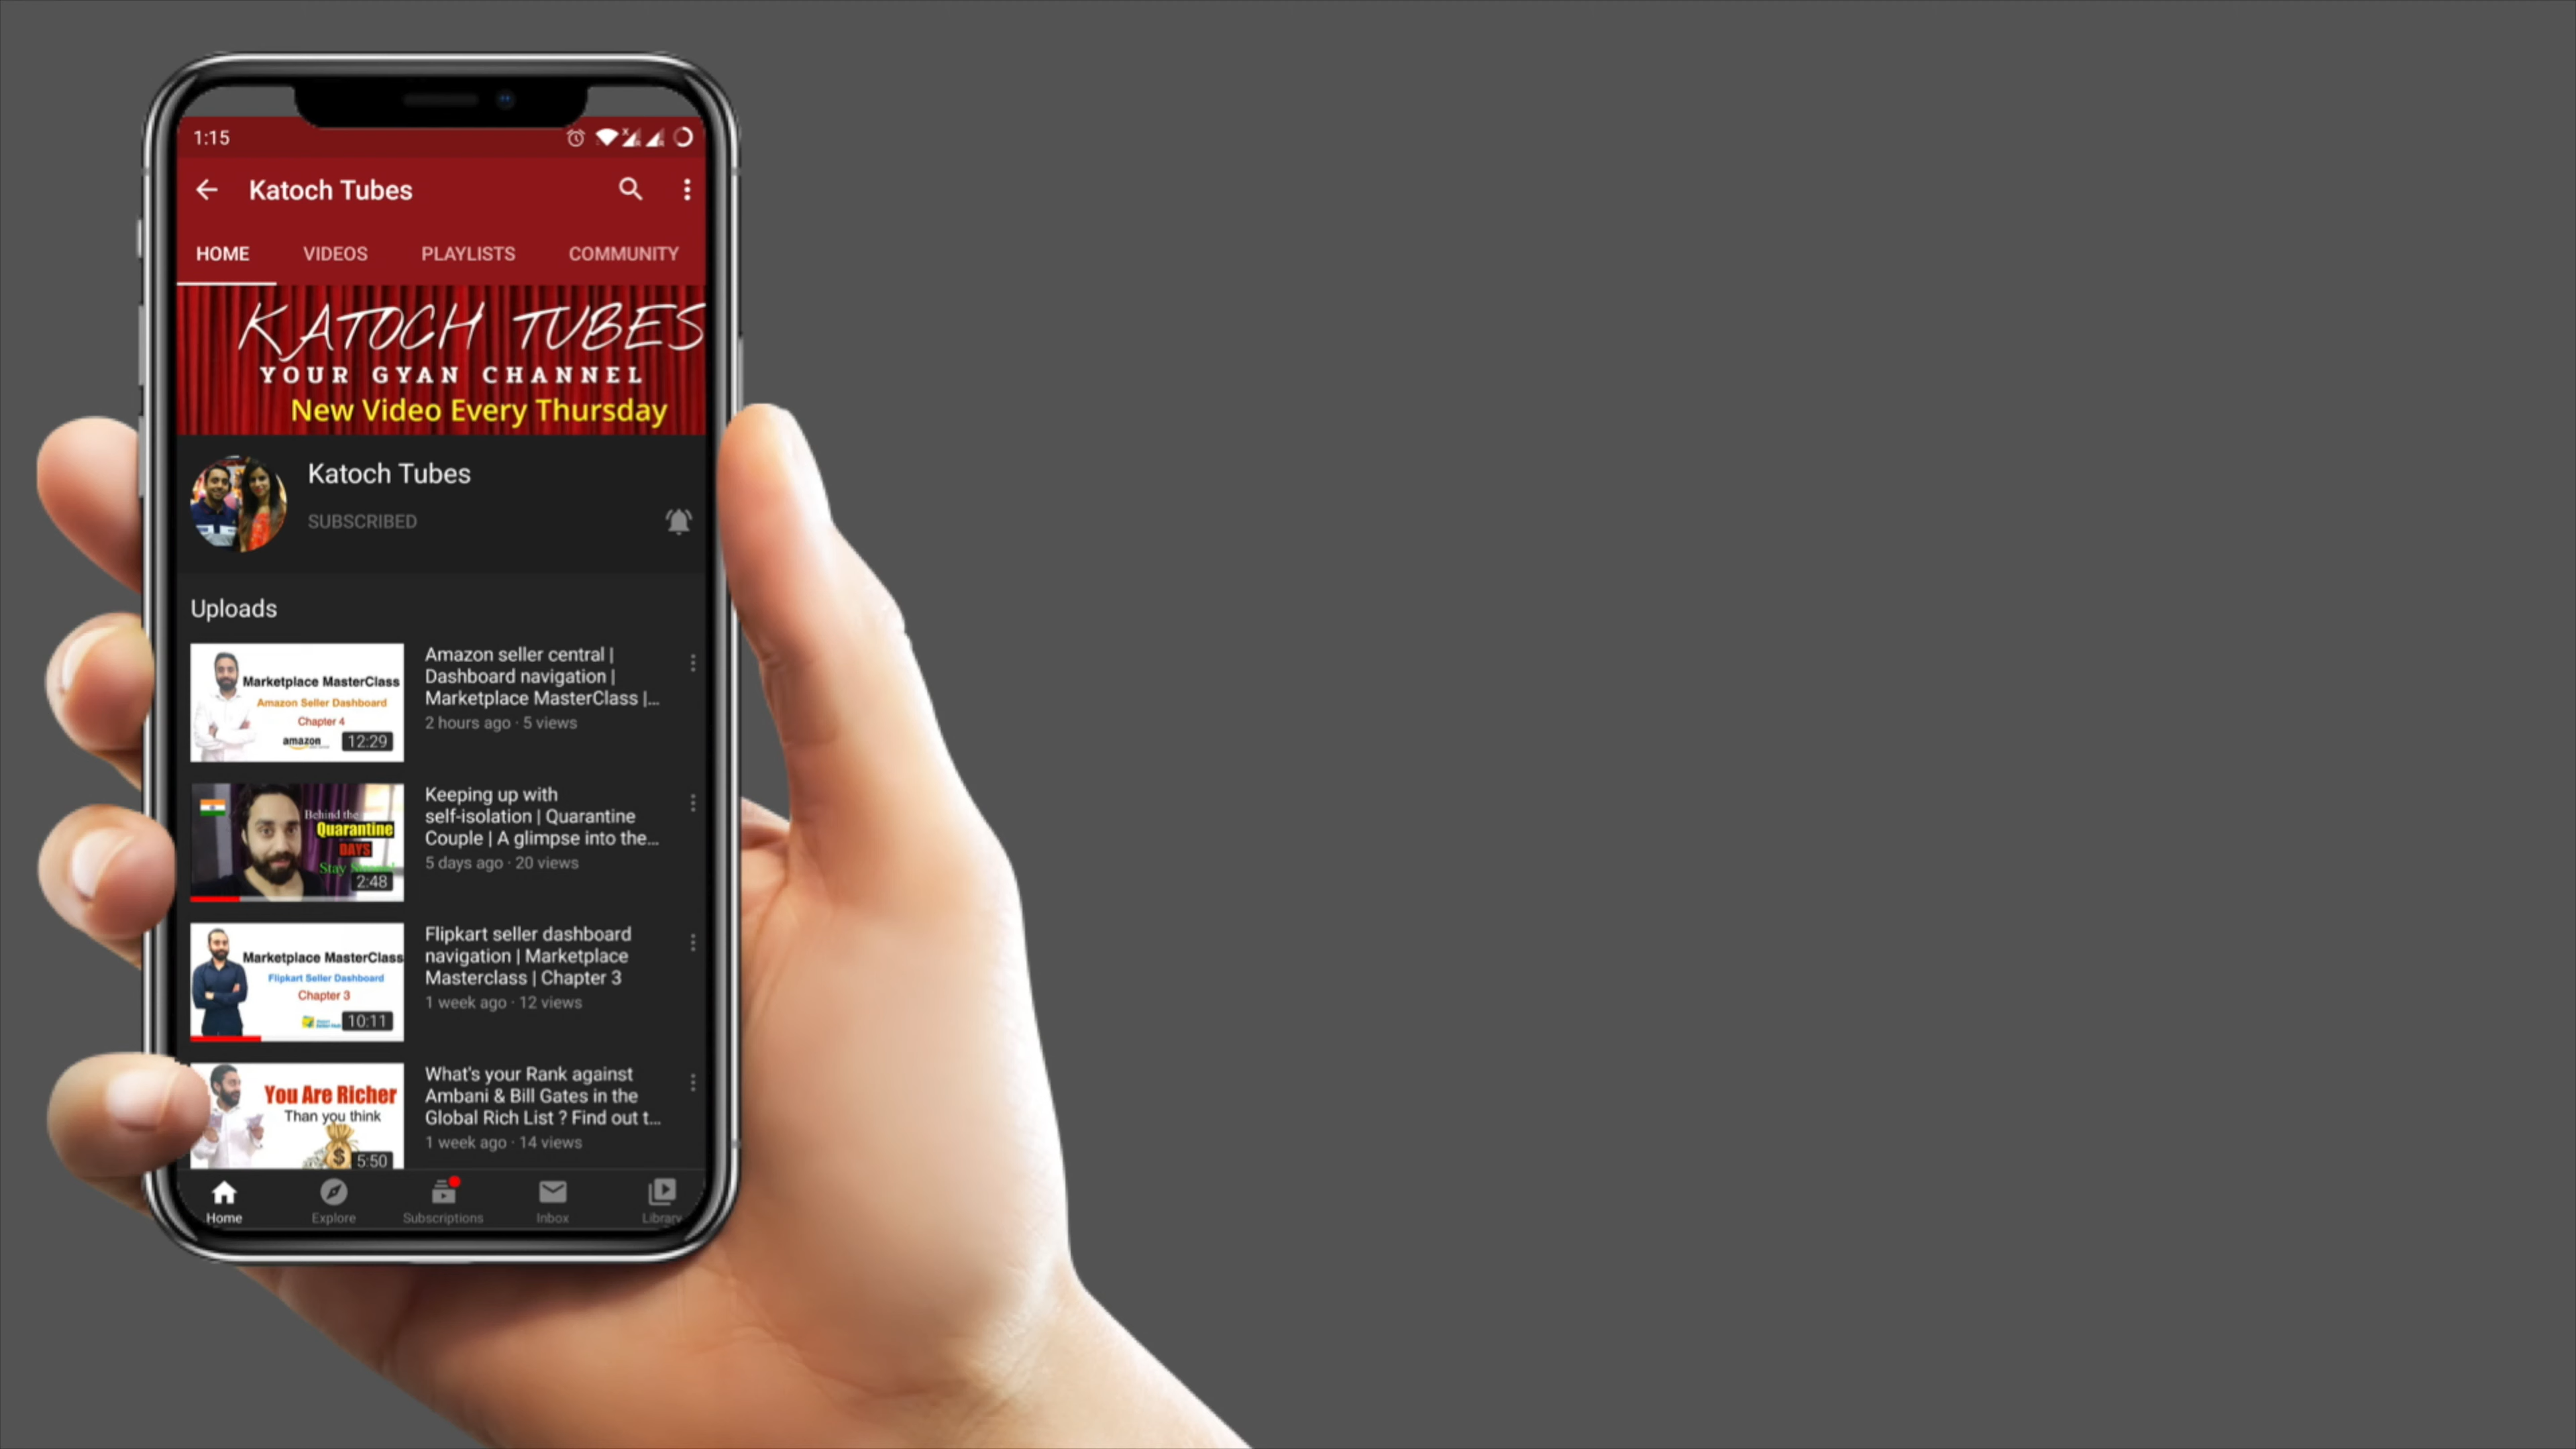 1:15
Katoch Tubes
HOME VIDEOS PLAYLISTS COMMUNITY
KATOCH TUBES
YOUR GYAN CHANNEL
New Video Every Thursday
Katoch Tubes
SUBSCRIBED
Uploads
Marketplace MasterClass
Amazon Seller Dashboard
Chapter 4
amazon
12:29
Amazon seller central |
Dashboard navigation |
Marketplace MasterClass |...
2 hours ago · 5 views
Behind the
Quarantine
DAYS
Stay
2:48
Keeping up with
self-isolation | Quarantine
Couple | A glimpse into the...
5 days ago · 20 views
Marketplace MasterClass
Flipkart Seller Dashboard
Chapter 3
10:11
Flipkart seller dashboard
navigation | Marketplace
Masterclass | Chapter 3
1 week ago · 12 views
You Are Richer
Than you think
$
5:50
What's your Rank against
Ambani & Bill Gates in the
Global Rich List ? Find out t...
1 week ago · 14 views
Home Explore Subscriptions Inbox Library